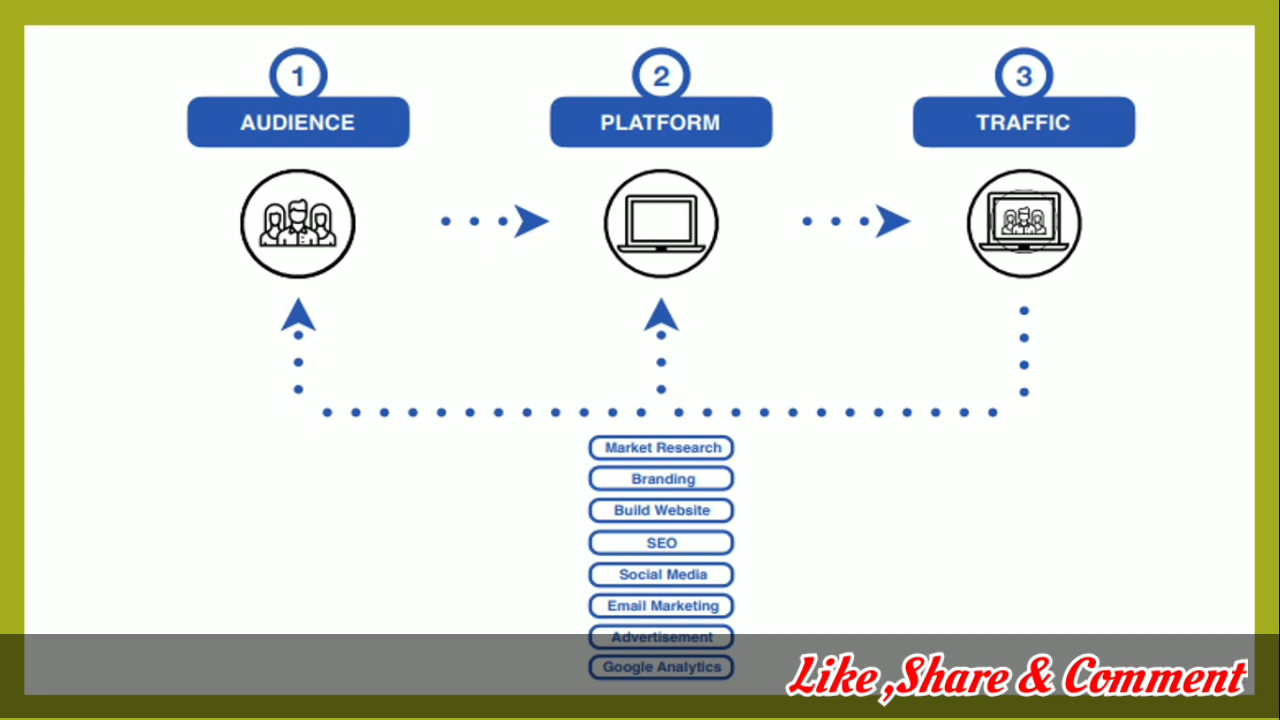 1
2
3
AUDIENCE
PLATFORM
TRAFFIC
Market Research
Branding
Build Website
SEO
Social Media
Email Marketing
Advertisement
Google Analytics
Like ,Share & Comment